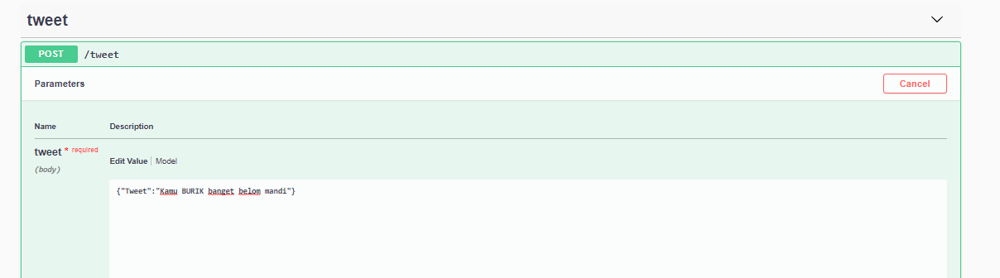 tweet
POST /tweet
Parameters Cancel
Name Description
tweet * required
(body)
Edit Value | Model
{"Tweet":"Kamu BURIK banget belom mandi"}